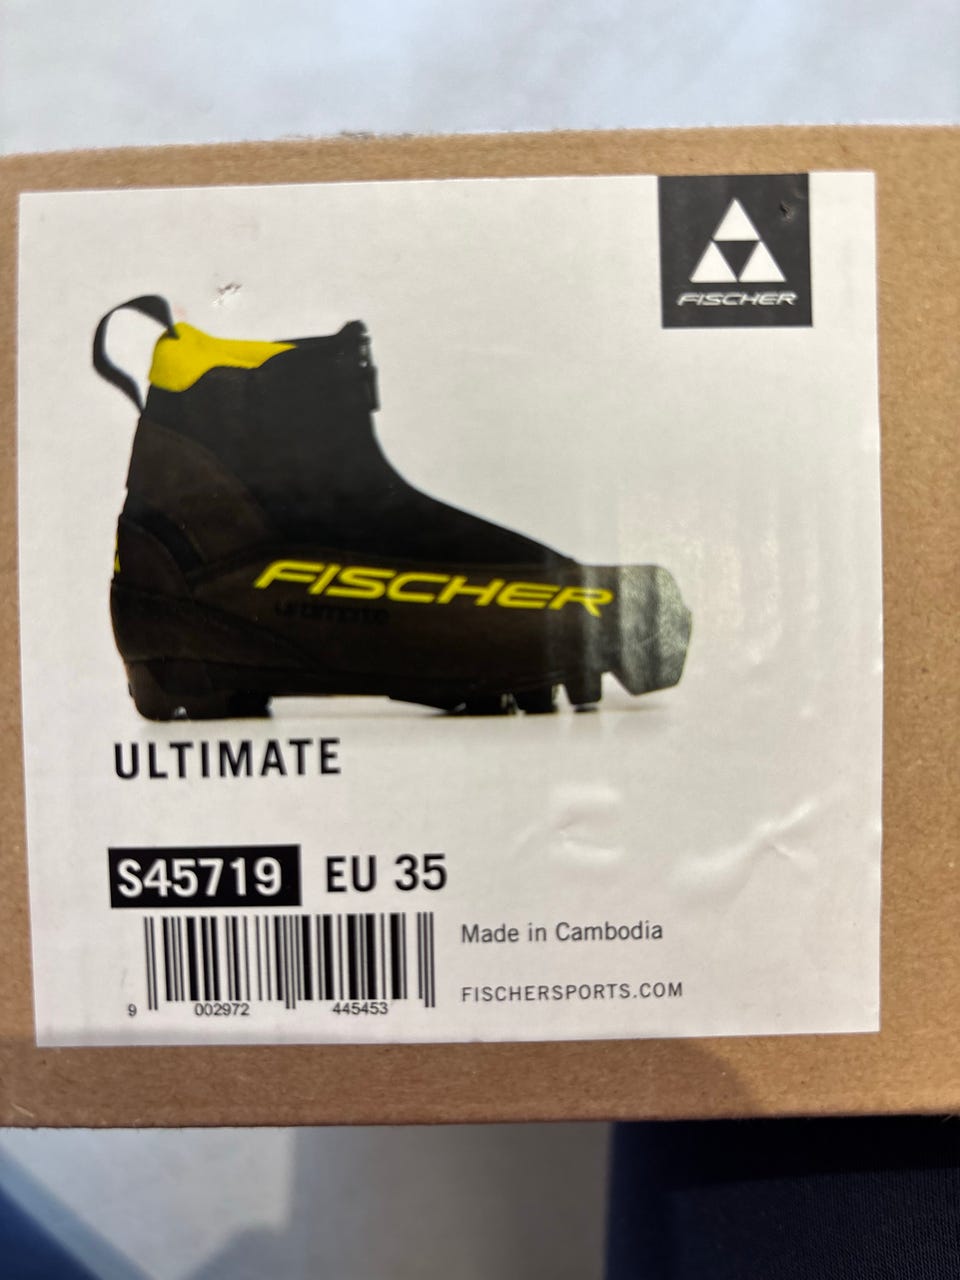 FISCHER
FISCHER
ULTIMATE
S45719 EU 35
9 002972 445453
Made in Cambodia
FISCHERSPORTS.COM